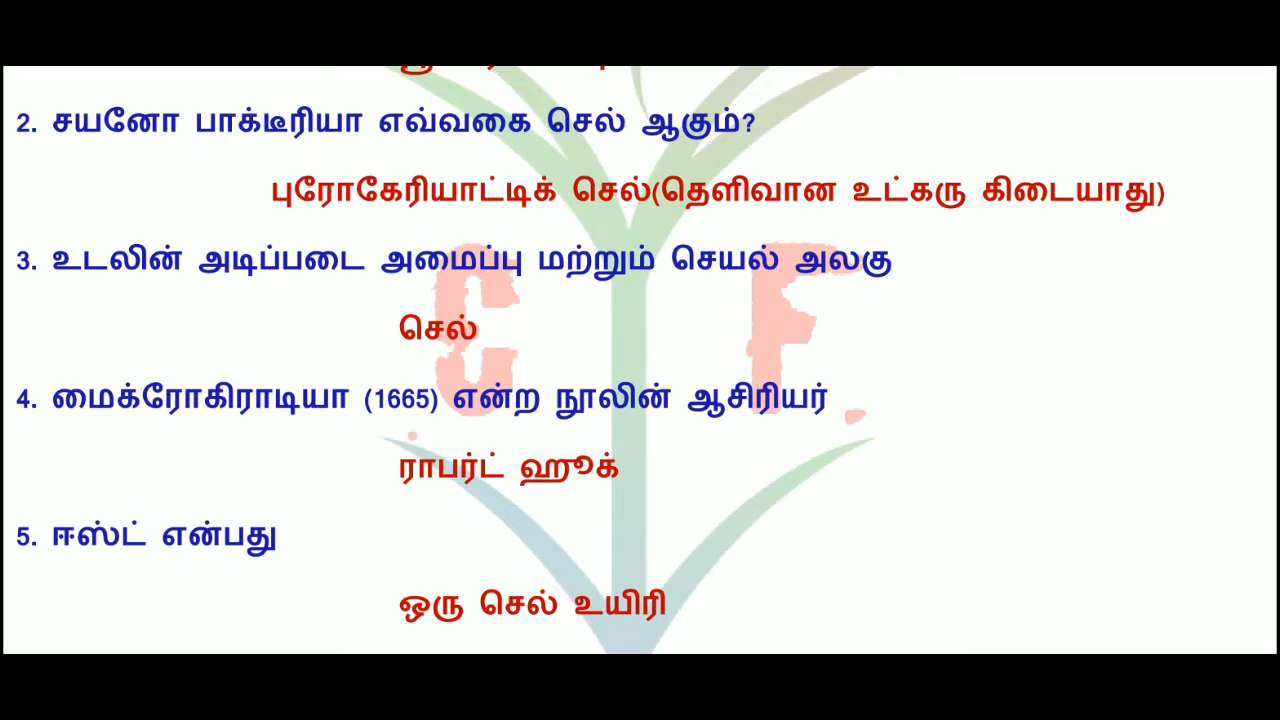 2. சயனோ பாக்டீரியா எவ்வகை செல் ஆகும்?
புரோகேரியாட்டிக் செல்(தெளிவான உட்கரு கிடையாது)
3. உடலின் அடிப்படை அமைப்பு மற்றும் செயல் அலகு
செல்
4. மைக்ரோகிராடியா (1665) என்ற நூலின் ஆசிரியர்
ராபர்ட் ஹூக்
5. ஈஸ்ட் என்பது
ஒரு செல் உயிரி
C F